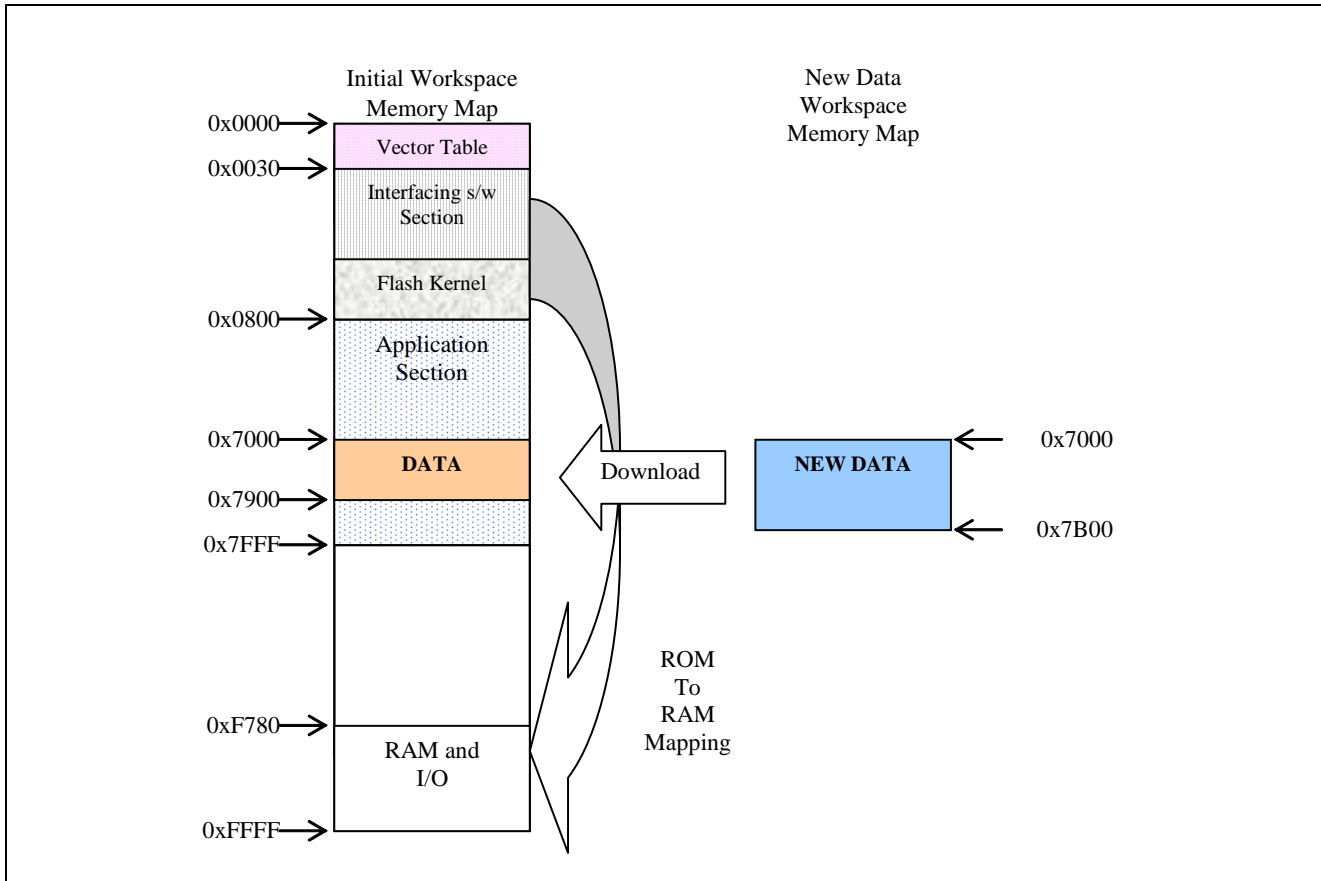 Initial Workspace
Memory Map
New Data
Workspace
Memory Map
0x0000
Vector Table
0x0030
Interfacing s/w
Section
Flash Kernel
0x0800
Application
Section
0x7000
DATA
Download
NEW DATA
0x7000
0x7900
0x7B00
0x7FFF
ROM
To
RAM
Mapping
0xF780
RAM and
I/O
0xFFFF